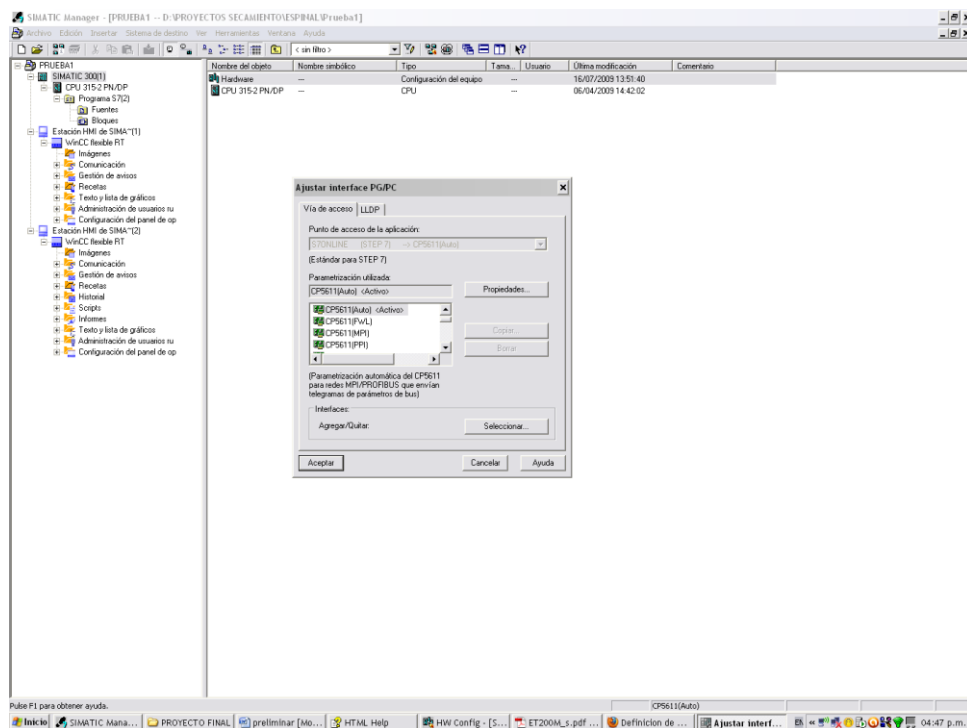 SIMATIC Manager - [PRUEBA1 -- D:\PROYECTOS SECAMIENTO\ESPINAL\Prueba1]
Archivo Edición Insertar Sistema de destino Ver Herramientas Ventana Ayuda
< sin filtro >
PRUEBA1
SIMATIC 300(1)
CPU 315-2 PN/DP
Programa S7(2)
Fuentes
Bloques
Estación HMI de SIMA~(1)
WinCC flexible RT
Imágenes
Comunicación
Gestión de avisos
Recetas
Texto y lista de gráficos
Administración de usuarios ru
Configuración del panel de op
Estación HMI de SIMA~(2)
WinCC flexible RT
Imágenes
Comunicación
Gestión de avisos
Recetas
Historial
Scripts
Informes
Texto y lista de gráficos
Administración de usuarios ru
Configuración del panel de op
Nombre del objeto Nombre simbólico Tipo Tama... Usuario Última modificación Comentario
Hardware --- Configuración del equipo --- 16/07/2009 13:51:40
CPU 315-2 PN/DP --- CPU --- 06/04/2009 14:42:02
Ajustar interface PG/PC
Vía de acceso LLDP
Punto de acceso de la aplicación:
S7ONLINE (STEP 7) --> CP5611(Auto)
(Estándar para STEP 7)
Parametrización utilizada:
CP5611(Auto) <Activo>
Propiedades...
CP5611(Auto) <Activo>
CP5611(FWL)
CP5611(MPI)
CP5611(PPI)
Copiar...
Borrar
(Parametrización automática del CP5611
para redes MPI/PROFIBUS que envían
telegramas de parámetros de bus)
Interfaces:
Agregar/Quitar:
Seleccionar...
Aceptar Cancelar Ayuda
Pulse F1 para obtener ayuda.
CP5611(Auto)
Inicio SIMATIC Mana... PROYECTO FINAL preliminar [Mo... HTML Help HW Config - [S... ET200M_s.pdf ... Definicion de ... Ajustar interf... 04:47 p.m.